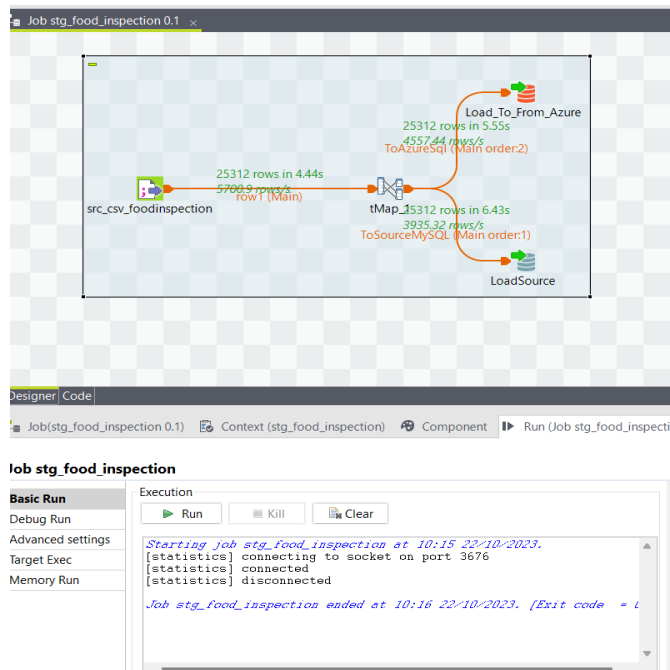 Job stg_food_inspection 0.1
Load_To_From_Azure
25312 rows in 5.55s
4557.44 rows/s
ToAzureSql (Main order:2)
25312 rows in 4.44s
5700.9 rows/s
row1 (Main)
src_csv_foodinspection
tMap_1
25312 rows in 6.43s
3935.32 rows/s
ToSourceMySQL (Main order:1)
LoadSource
Designer
Code
Job(stg_food_inspection 0.1)
Context (stg_food_inspection)
Component
Run (Job stg_food_inspecti
Job stg_food_inspection
Basic Run
Debug Run
Advanced settings
Target Exec
Memory Run
Execution
Run
Kill
Clear
Starting job stg_food_inspection at 10:15 22/10/2023.
[statistics] connecting to socket on port 3676
[statistics] connected
[statistics] disconnected
Job stg_food_inspection ended at 10:16 22/10/2023. [Exit code  =